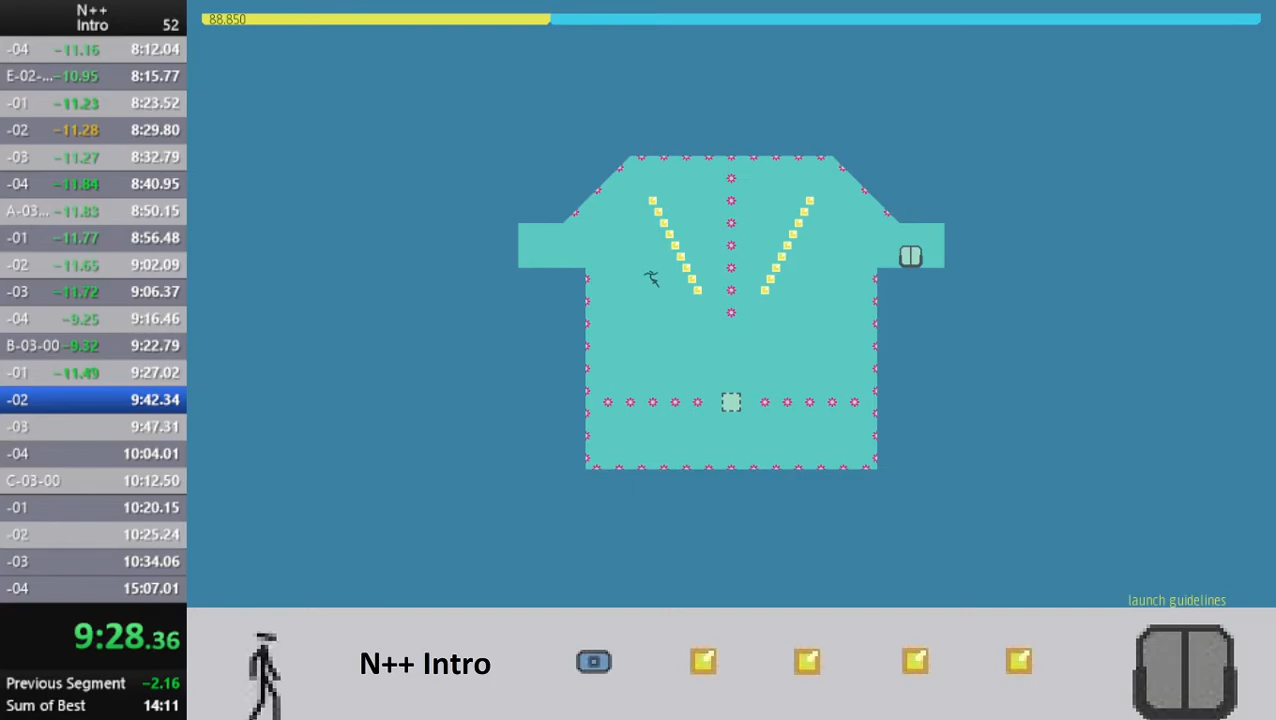 N++
Intro 52
88.850
-04 −11.16 8:12.04
E-02-... −10.95 8:15.77
-01 −11.23 8:23.52
-02 −11.28 8:29.80
-03 −11.27 8:32.79
-04 −11.84 8:40.95
A-03... −11.83 8:50.15
-01 −11.77 8:56.48
-02 −11.65 9:02.09
-03 −11.72 9:06.37
-04 −9.25 9:16.46
B-03-00 −9.32 9:22.79
-01 −11.49 9:27.02
-02 9:42.34
-03 9:47.31
-04 10:04.01
C-03-00 10:12.50
-01 10:20.15
-02 10:25.24
-03 10:34.06
-04 15:07.01
launch guidelines
9:28.36
N++ Intro
Previous Segment −2.16
Sum of Best 14:11